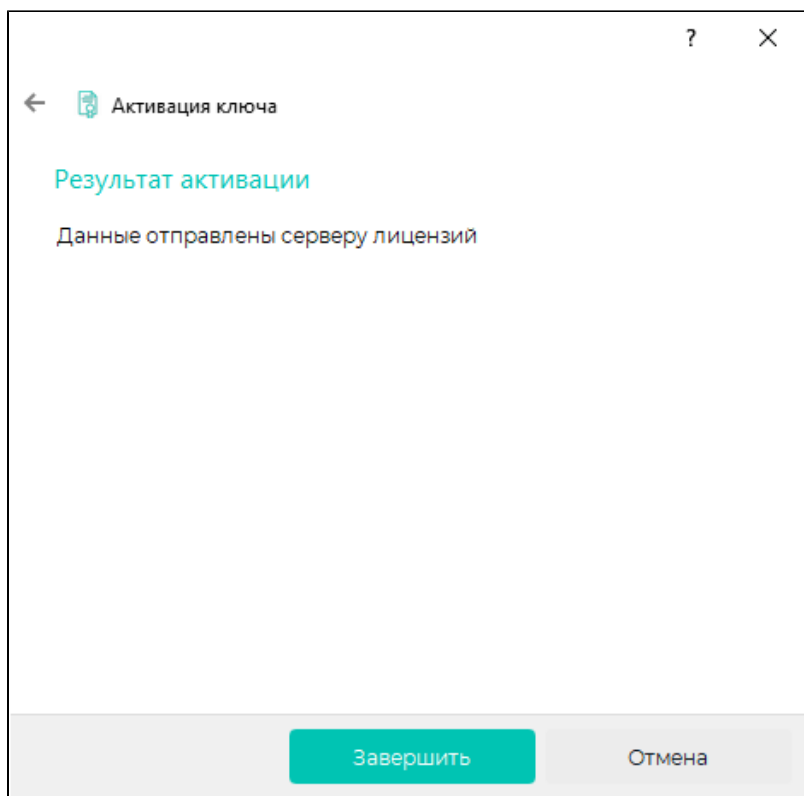 ?
Активация ключа
Результат активации
Данные отправлены серверу лицензий
Завершить
Отмена